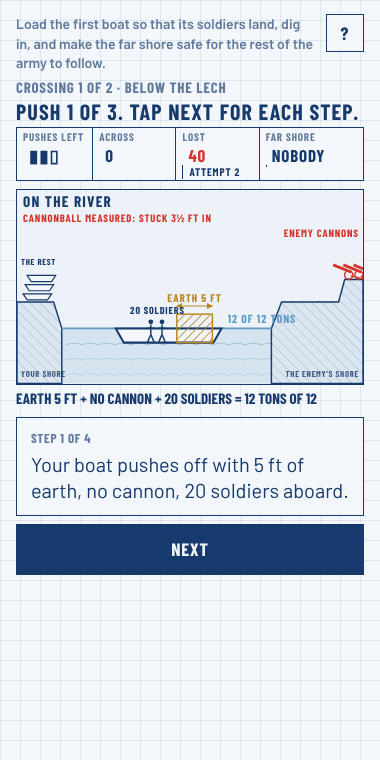 Load the first boat so that its soldiers land, dig
in, and make the far shore safe for the rest of the
army to follow.
?
CROSSING 1 OF 2 · BELOW THE LECH
PUSH 1 OF 3. TAP NEXT FOR EACH STEP.
PUSHES LEFT
ACROSS
0
LOST
40
ATTEMPT 2
FAR SHORE
NOBODY
ON THE RIVER
CANNONBALL MEASURED: STUCK 3½ FT IN
ENEMY CANNONS
THE REST
EARTH 5 FT
20 SOLDIERS
12 OF 12 TONS
YOUR SHORE
THE ENEMY'S SHORE
EARTH 5 FT + NO CANNON + 20 SOLDIERS = 12 TONS OF 12
STEP 1 OF 4
Your boat pushes off with 5 ft of
earth, no cannon, 20 soldiers aboard.
NEXT